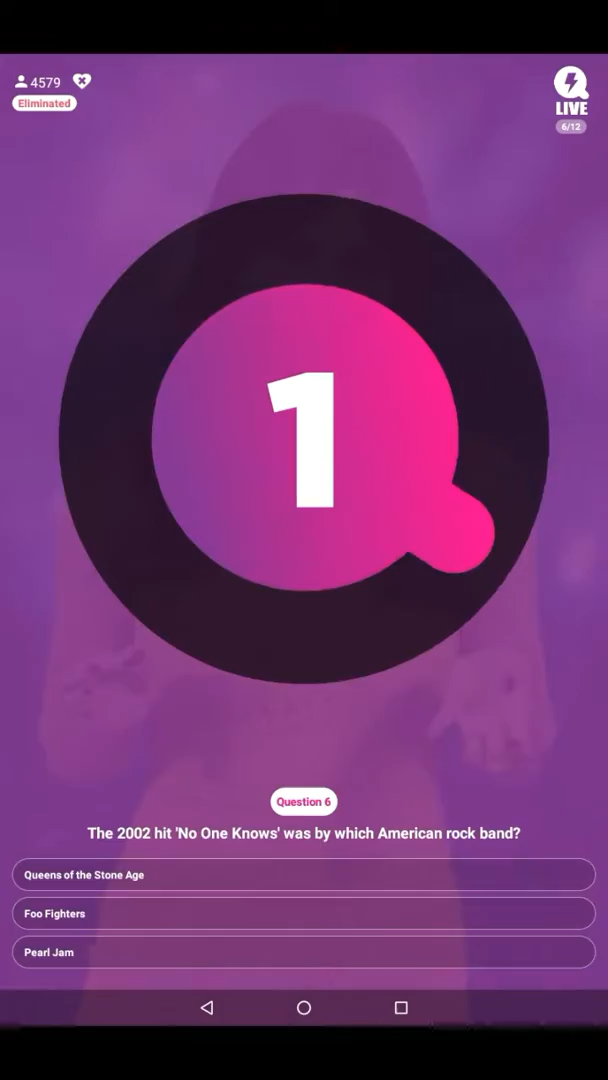 4579
Eliminated
LIVE
6/12
1
Question 6
The 2002 hit 'No One Knows' was by which American rock band?
Queens of the Stone Age
Foo Fighters
Pearl Jam